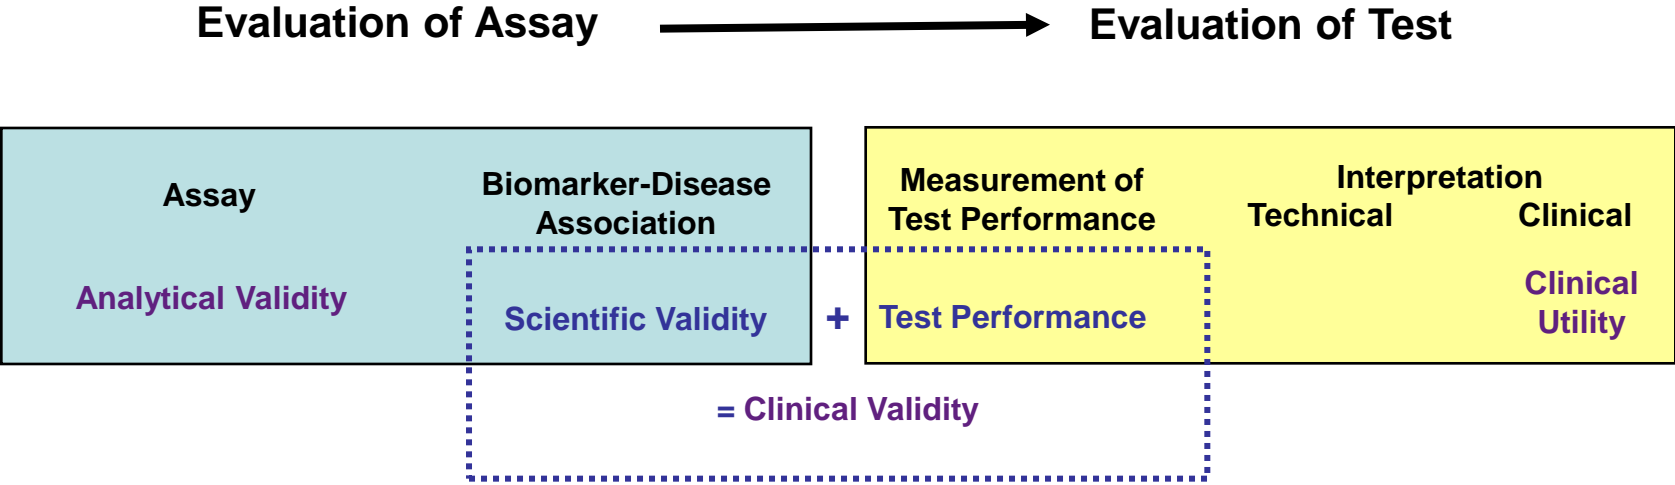 Evaluation of Assay
Evaluation of Test
Assay
Biomarker-Disease
Association
Measurement of
Test Performance
Interpretation
Technical
Clinical
Analytical Validity
Scientific Validity
+
Test Performance
Clinical
Utility
= Clinical Validity